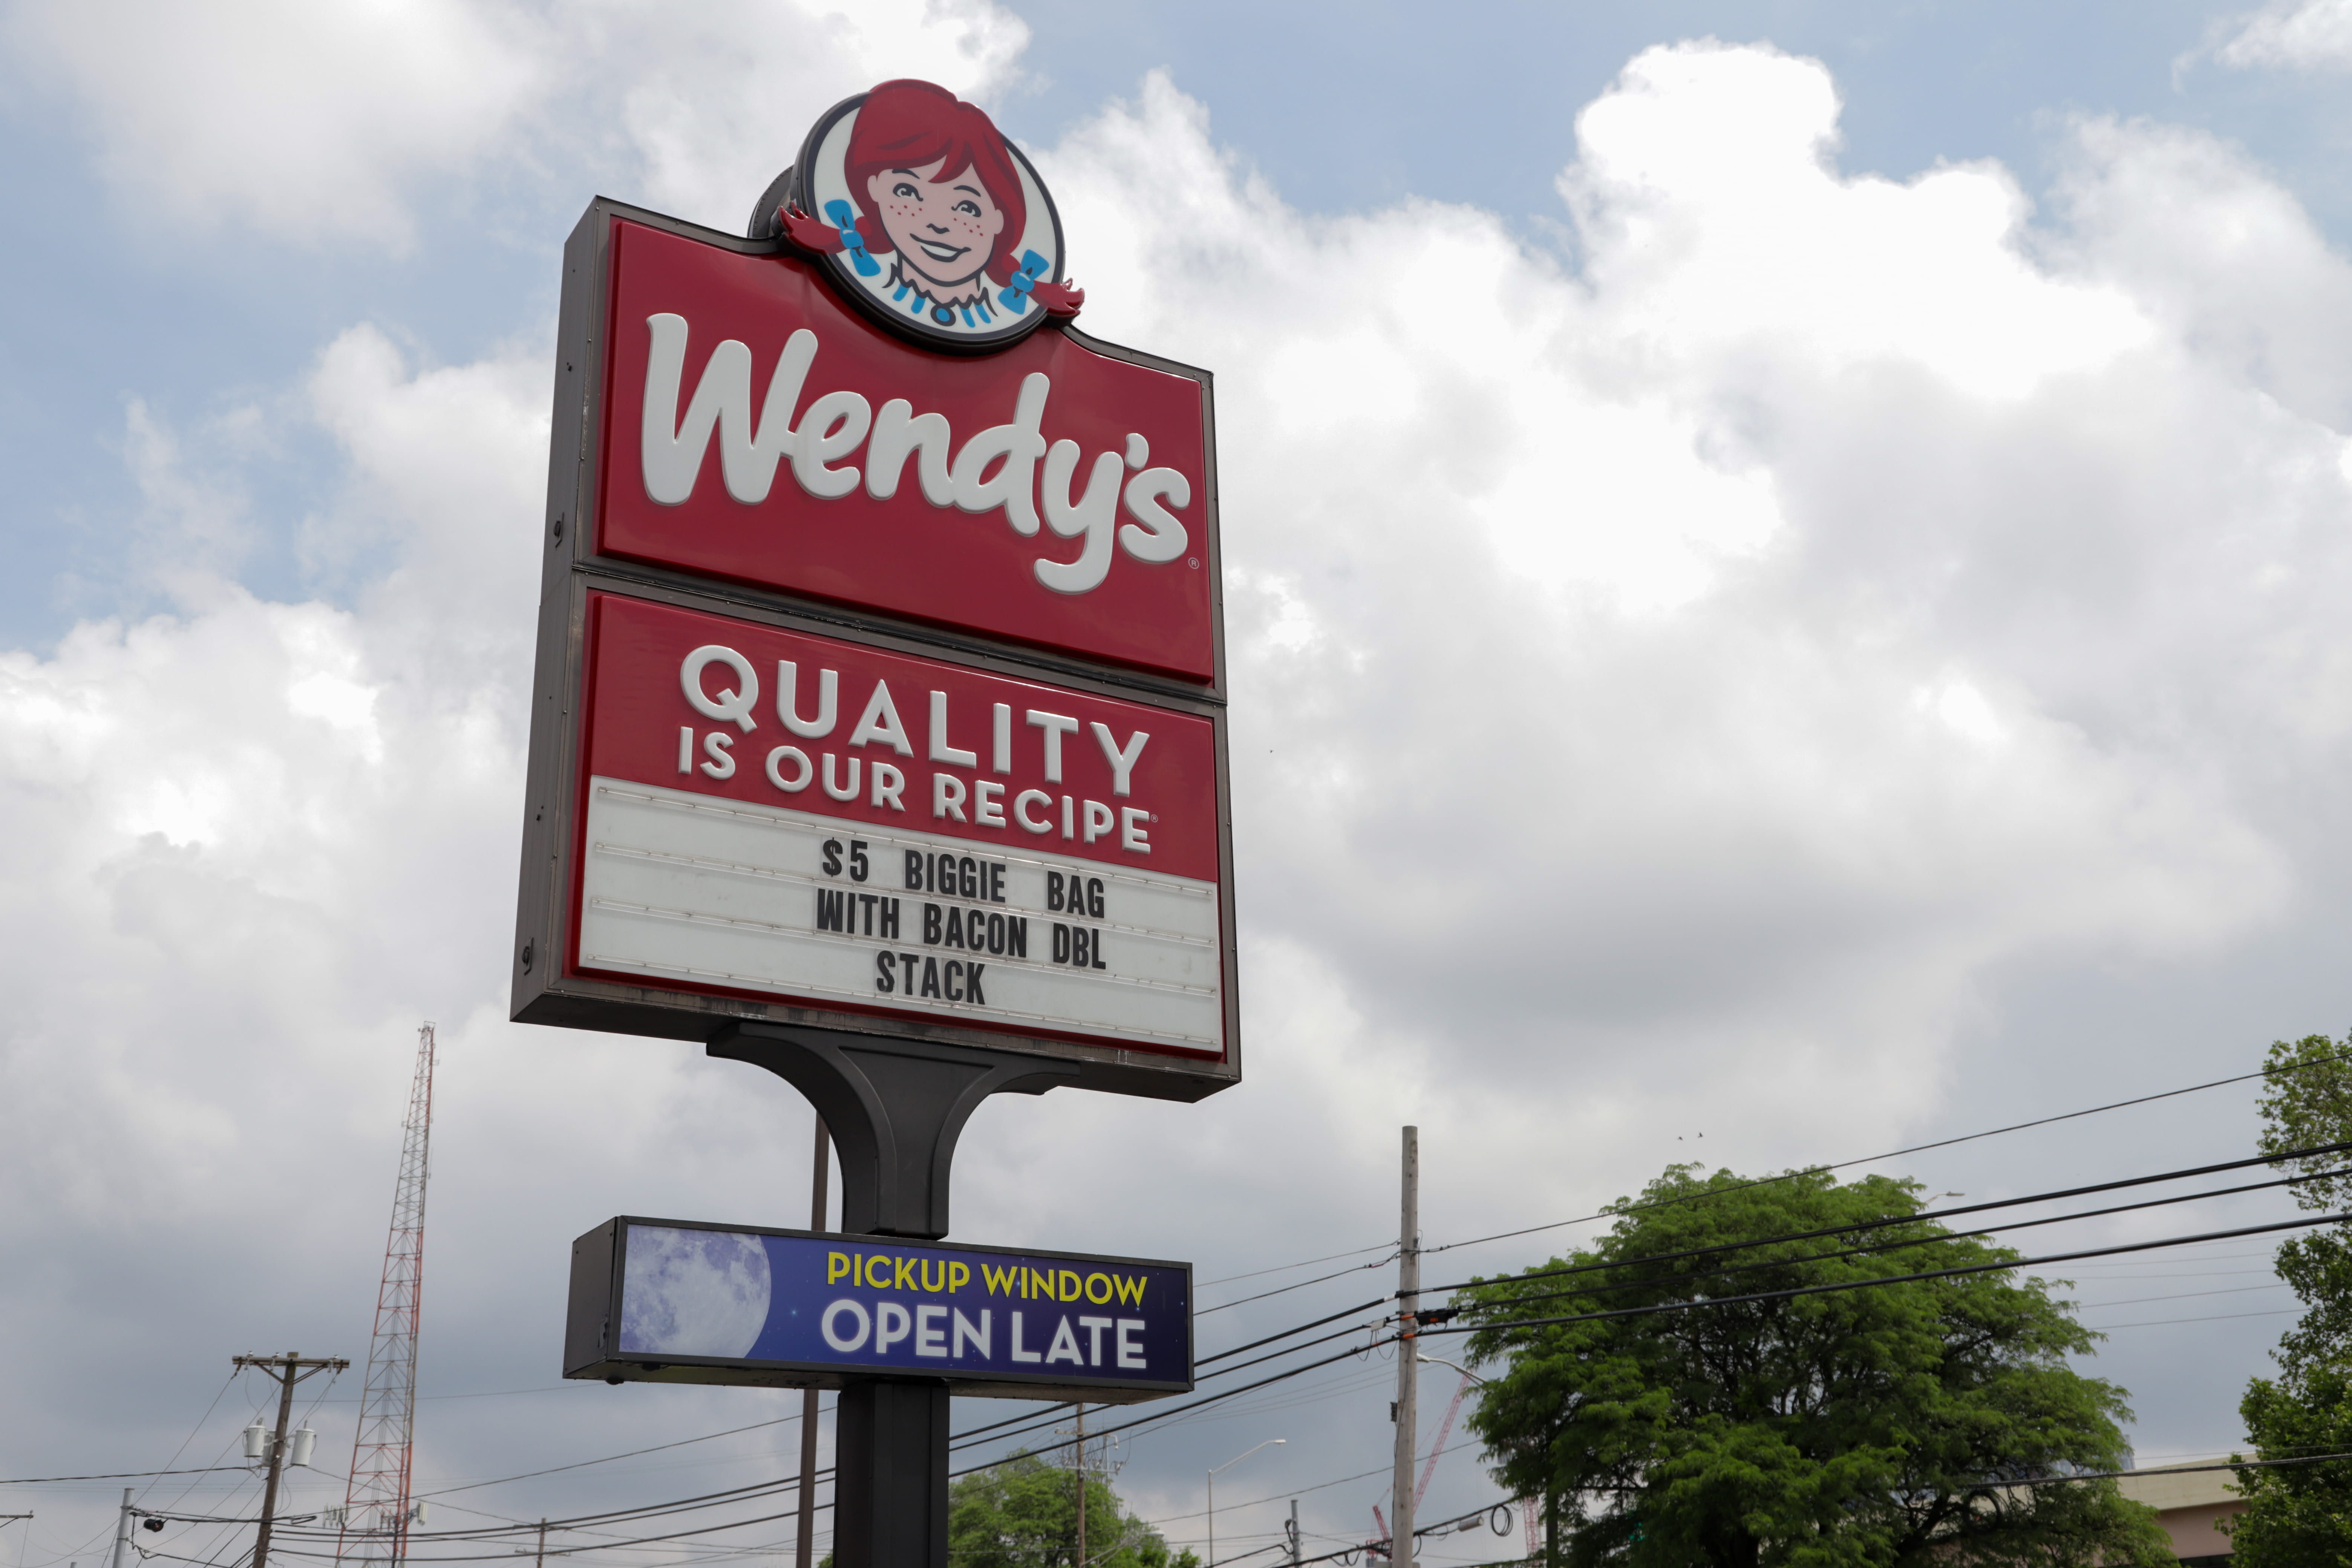 Wendy's®
QUALITY
IS OUR RECIPE®
$5 BIGGIE BAG
WITH BACON DBL
STACK
PICKUP WINDOW
OPEN LATE